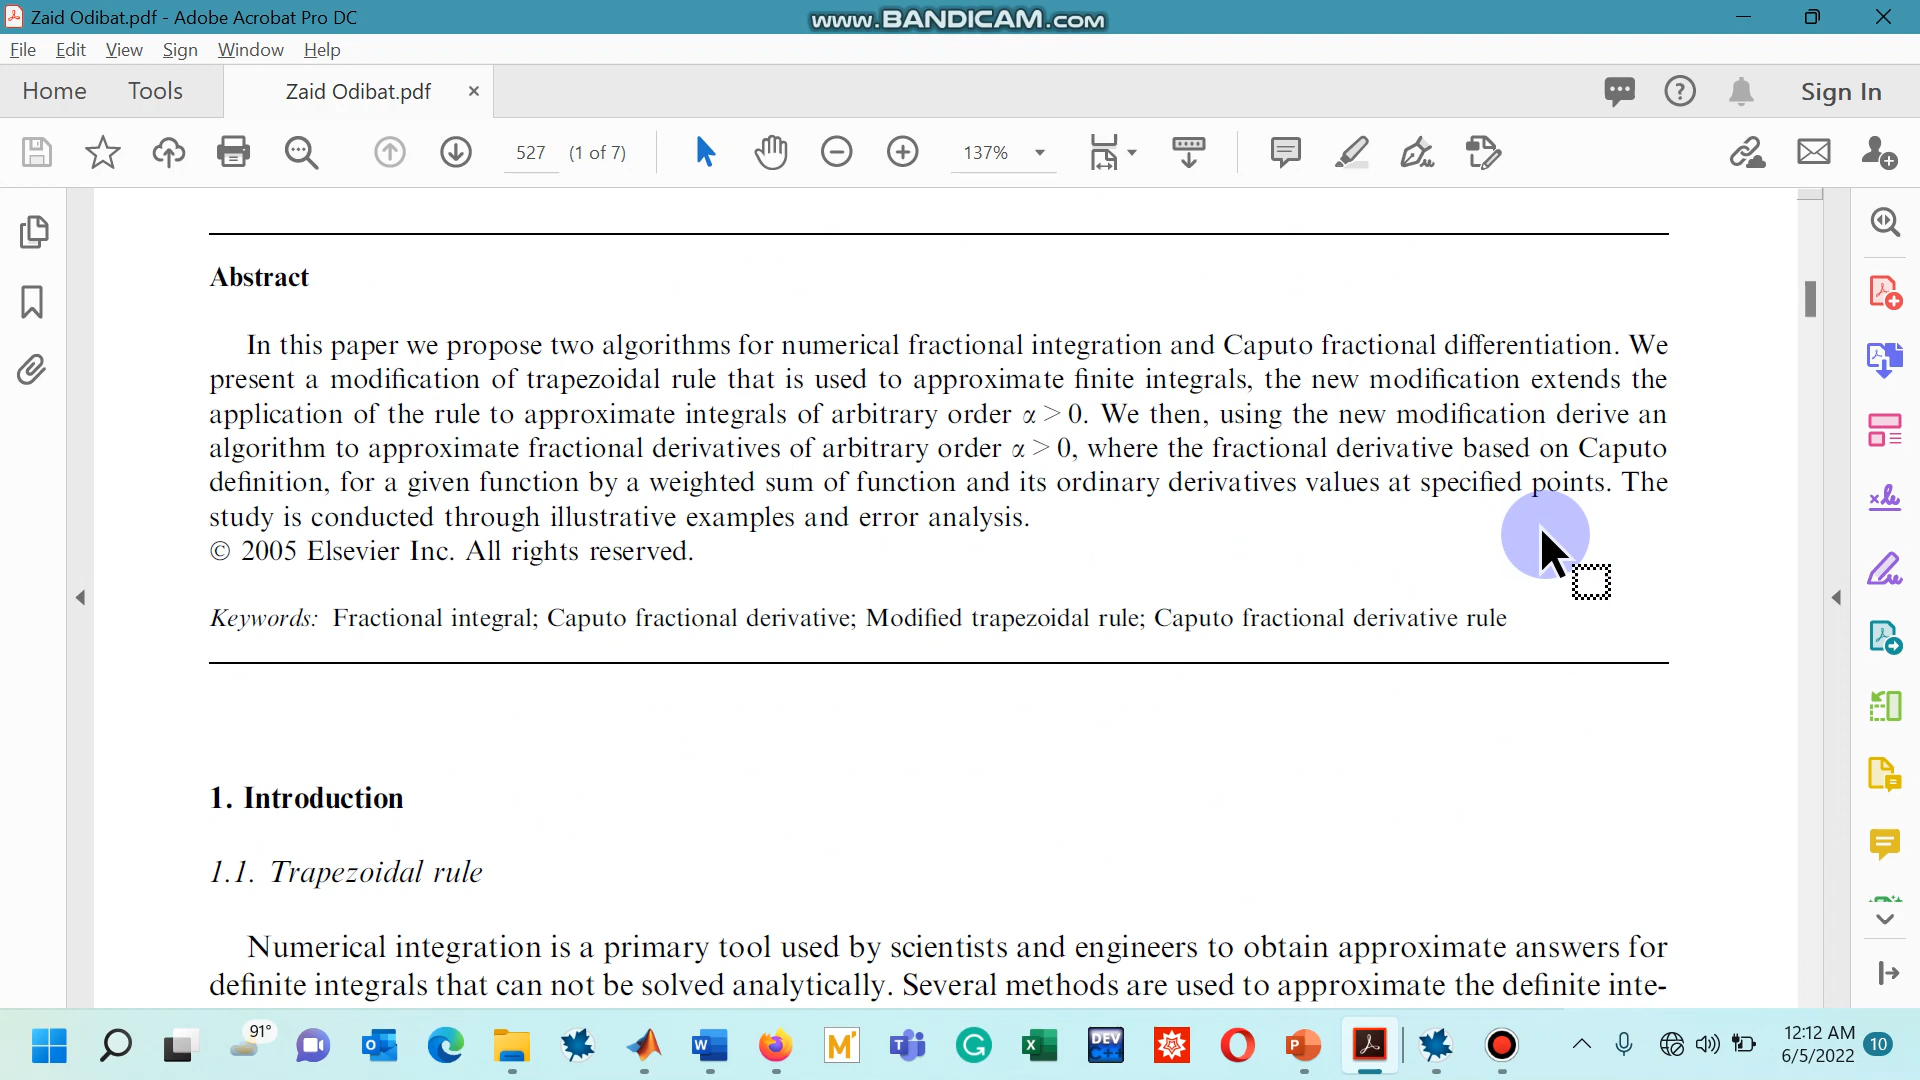 Zaid Odibat.pdf - Adobe Acrobat Pro DC
www.BANDICAM.com
File Edit View Sign Window Help
Home Tools Zaid Odibat.pdf × Sign In
527 (1 of 7) 137%
Abstract
In this paper we propose two algorithms for numerical fractional integration and Caputo fractional differentiation. We
present a modification of trapezoidal rule that is used to approximate finite integrals, the new modification extends the
application of the rule to approximate integrals of arbitrary order α > 0. We then, using the new modification derive an
algorithm to approximate fractional derivatives of arbitrary order α > 0, where the fractional derivative based on Caputo
definition, for a given function by a weighted sum of function and its ordinary derivatives values at specified points. The
study is conducted through illustrative examples and error analysis.
© 2005 Elsevier Inc. All rights reserved.
Keywords: Fractional integral; Caputo fractional derivative; Modified trapezoidal rule; Caputo fractional derivative rule
1. Introduction
1.1. Trapezoidal rule
Numerical integration is a primary tool used by scientists and engineers to obtain approximate answers for
definite integrals that can not be solved analytically. Several methods are used to approximate the definite inte-
91°
DEV
C++
12:12 AM
6/5/2022
10